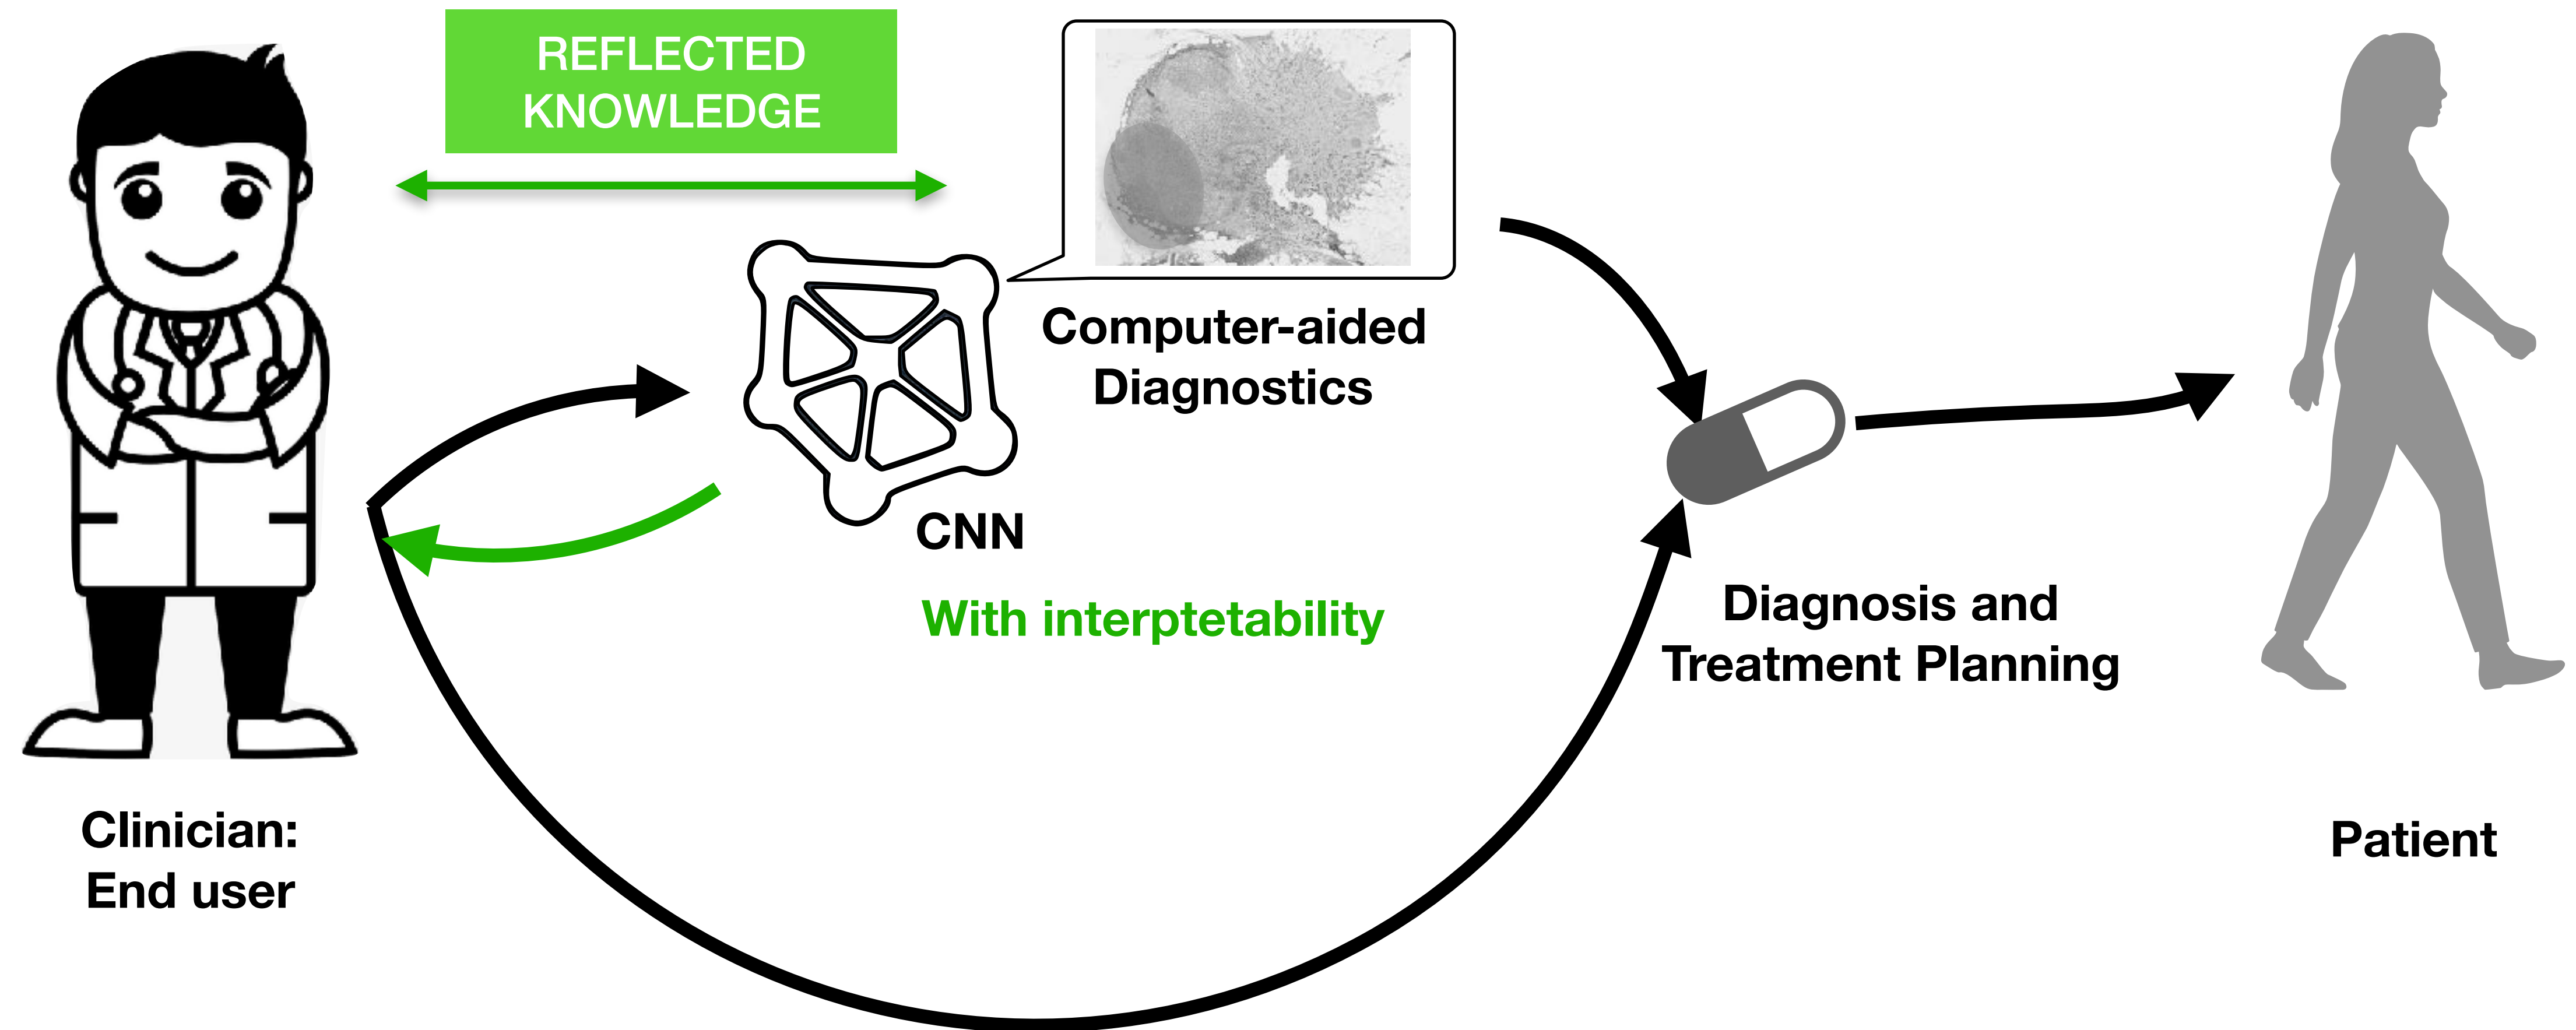 REFLECTED
KNOWLEDGE
Computer-aided
Diagnostics
CNN
With interptetability
Diagnosis and
Treatment Planning
Clinician:
End user
Patient